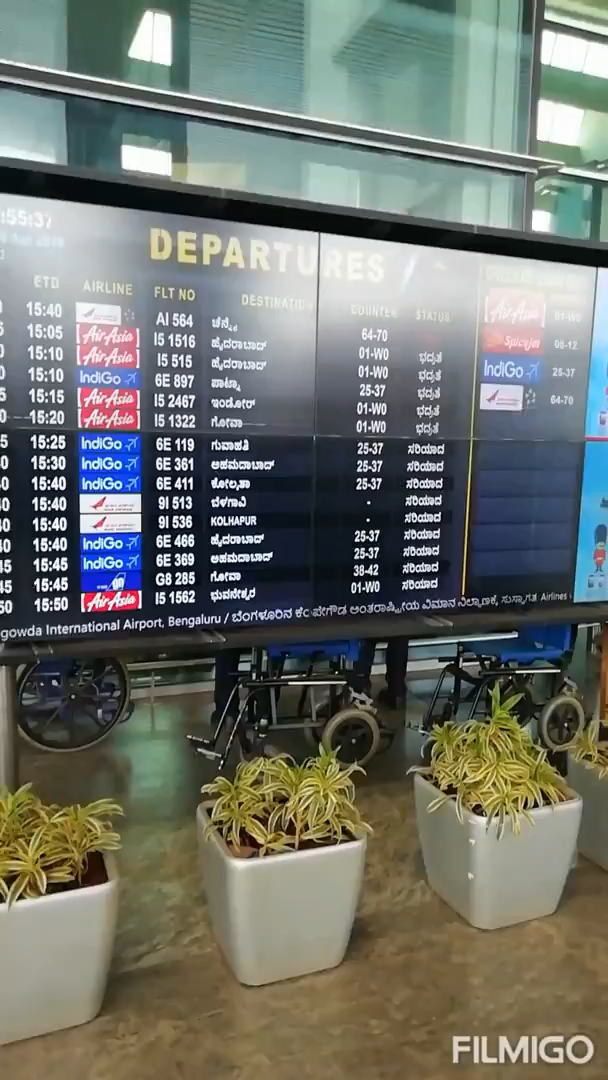 :55:37
DEPARTURES
ETD AIRLINE FLT NO DESTINATION COUNTER STATUS
15:40 AI 564 ಚೆನ್ನೈ 64-70
15:05 AirAsia I5 1516 ಹೈದರಾಬಾದ್ 01-W0 ಭದ್ರತೆ
15:10 AirAsia I5 515 ಹೈದರಾಬಾದ್ 01-W0 ಭದ್ರತೆ
15:10 IndiGo 6E 897 ಪಾಟ್ನಾ 25-37 ಭದ್ರತೆ
15:15 AirAsia I5 2467 ಇಂದೋರ್ 01-W0 ಭದ್ರತೆ
15:20 AirAsia I5 1322 ಗೋವಾ 01-W0 ಭದ್ರತೆ
15:25 IndiGo 6E 119 ಗುವಾಹಟಿ 25-37 ಸರಿಯಾದ
15:30 IndiGo 6E 361 ಅಹಮದಾಬಾದ್ 25-37 ಸರಿಯಾದ
15:40 IndiGo 6E 411 ಕೋಲ್ಕತಾ 25-37 ಸರಿಯಾದ
15:40 9I 513 ಬೆಳಗಾವಿ - ಸರಿಯಾದ
15:40 9I 536 KOLHAPUR - ಸರಿಯಾದ
15:40 IndiGo 6E 466 ಹೈದರಾಬಾದ್ 25-37 ಸರಿಯಾದ
15:45 IndiGo 6E 369 ಅಹಮದಾಬಾದ್ 25-37 ಸರಿಯಾದ
15:45 G8 285 ಗೋವಾ 38-42 ಸರಿಯಾದ
15:50 AirAsia I5 1562 ಭುವನೇಶ್ವರ 01-W0 ಸರಿಯಾದ
AirAsia 01-W0
Spicejet 06-12
IndiGo 25-37
64-70
gowda International Airport, Bengaluru / ಬೆಂಗಳೂರಿನ ಕೆಂಪೇಗೌಡ ಅಂತರಾಷ್ಟ್ರೀಯ ವಿಮಾನ ನಿಲ್ದಾಣಕ್ಕೆ ಸುಸ್ವಾಗತ Airlines
FILMIGO